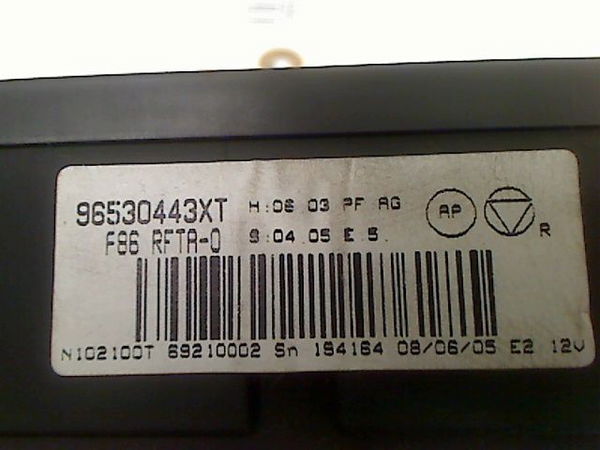 96530443XT H:06 03 PF AG
F86 RFTA-0 S:04.05 E 5.
AP
R
N102100T 69210002 Sn 194164 08/06/05 E2 12V